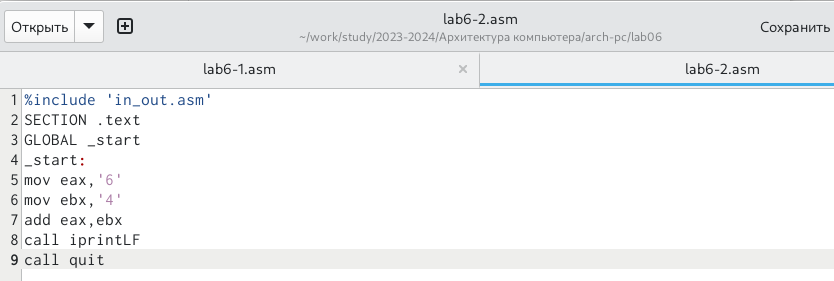 Открыть
lab6-2.asm
~/work/study/2023-2024/Архитектура компьютера/arch-pc/lab06
Сохранить
lab6-1.asm × lab6-2.asm
1 %include 'in_out.asm'
2 SECTION .text
3 GLOBAL _start
4 _start:
5 mov eax,'6'
6 mov ebx,'4'
7 add eax,ebx
8 call iprintLF
9 call quit